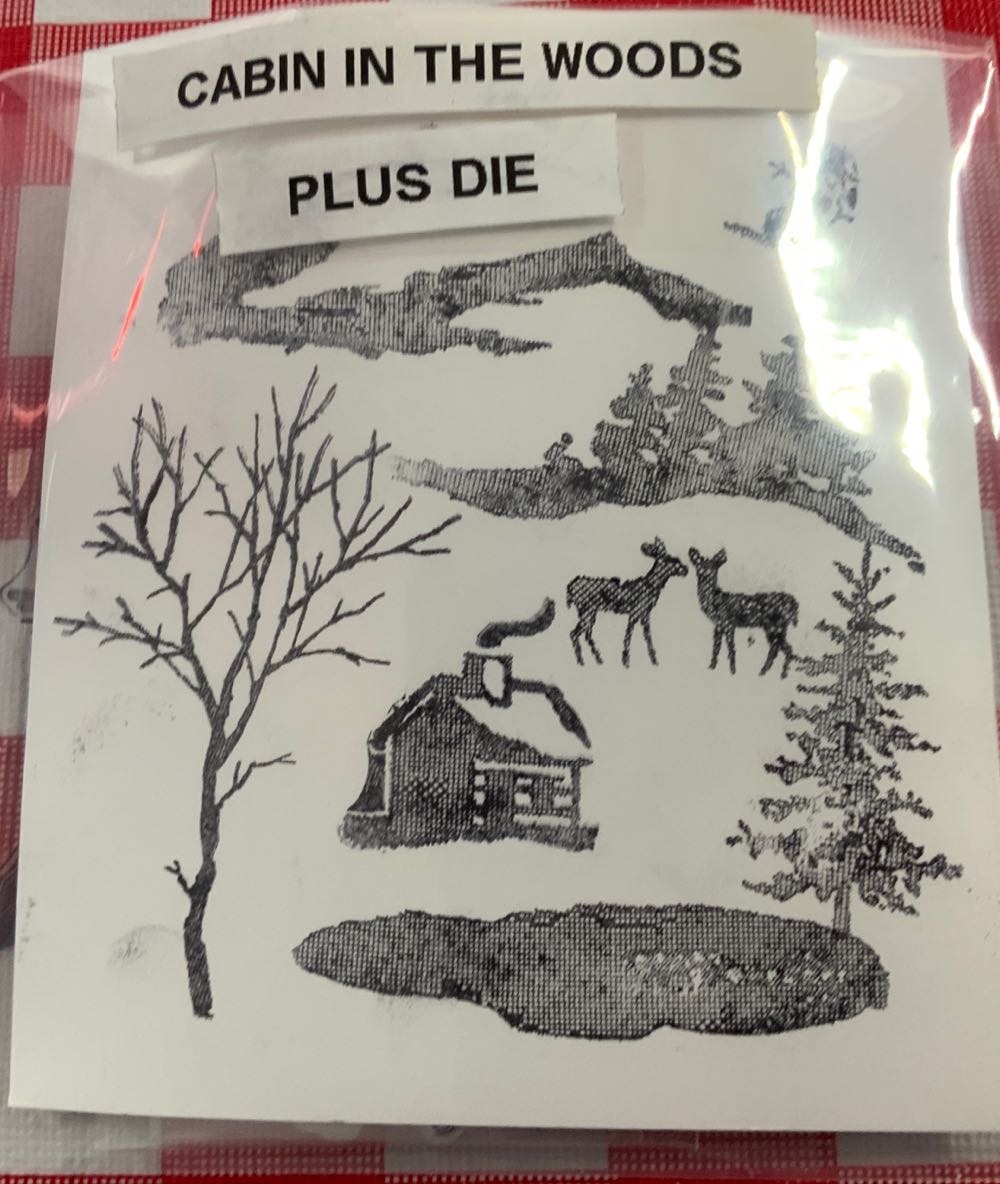 CABIN IN THE WOODS
PLUS DIE